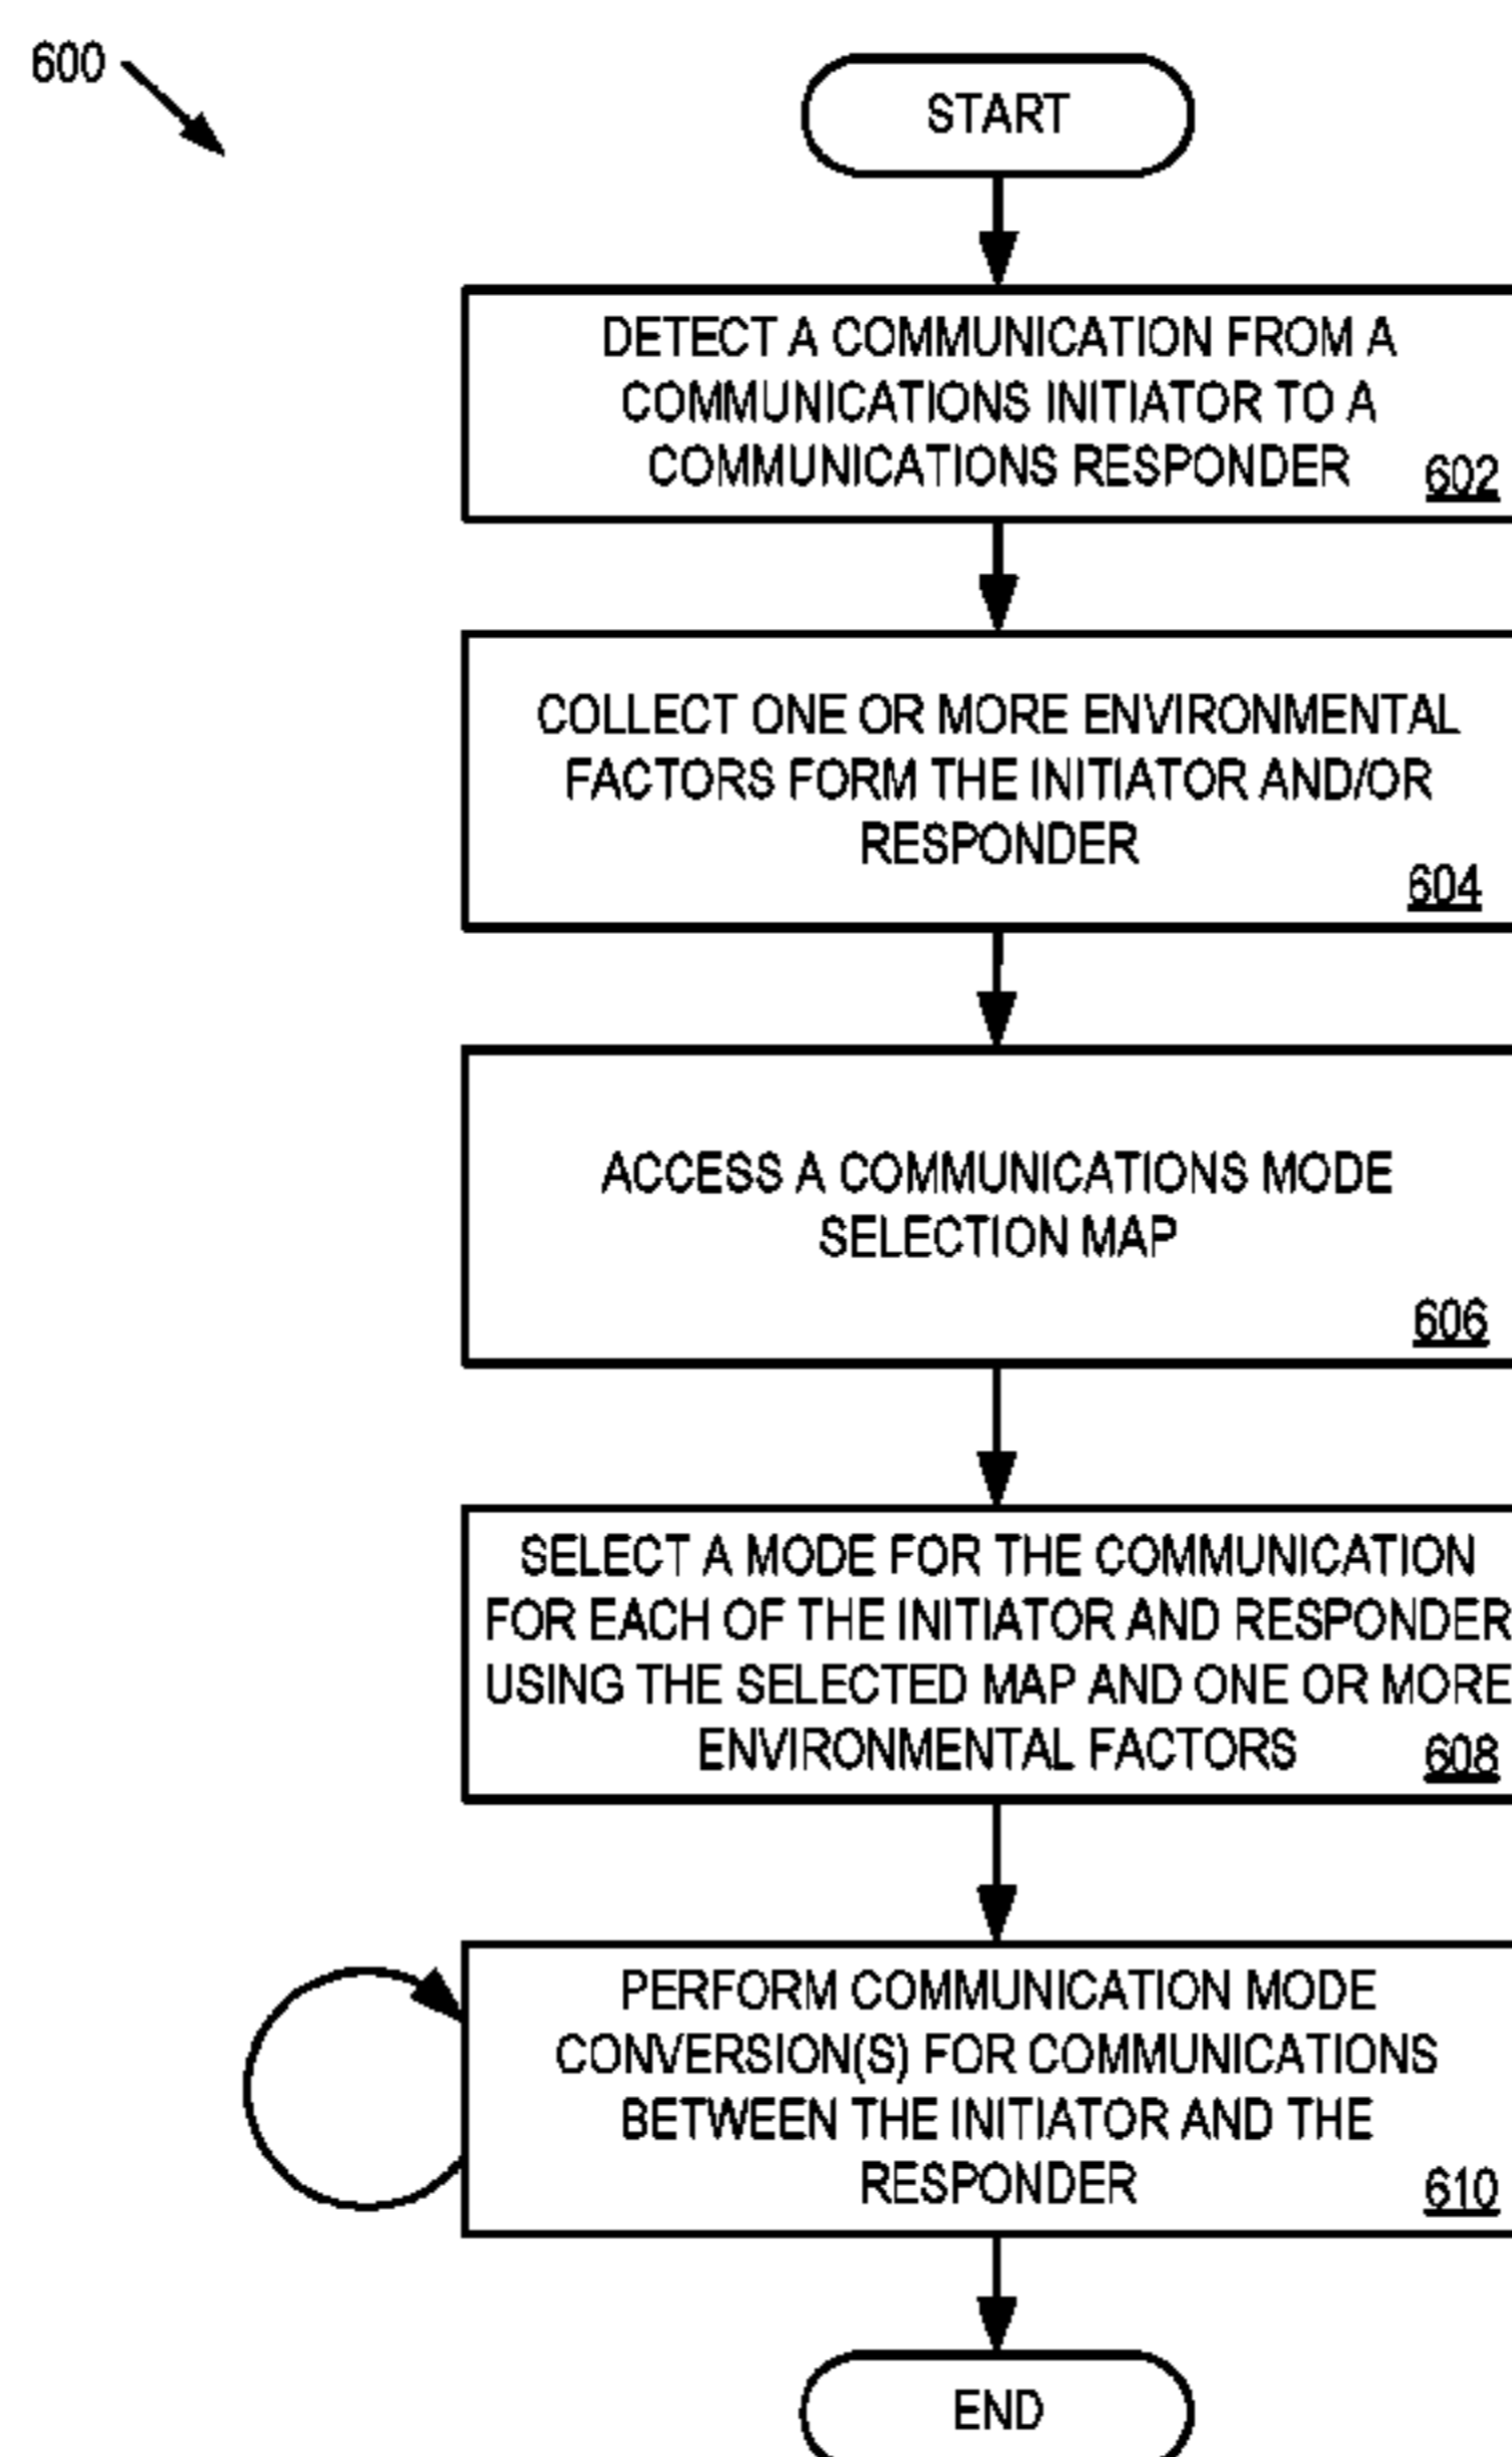 600
START
DETECT A COMMUNICATION FROM A
COMMUNICATIONS INITIATOR TO A
COMMUNICATIONS RESPONDER
602
COLLECT ONE OR MORE ENVIRONMENTAL
FACTORS FORM THE INITIATOR AND/OR
RESPONDER
604
ACCESS A COMMUNICATIONS MODE
SELECTION MAP
606
SELECT A MODE FOR THE COMMUNICATION
FOR EACH OF THE INITIATOR AND RESPONDER
USING THE SELECTED MAP AND ONE OR MORE
ENVIRONMENTAL FACTORS
608
PERFORM COMMUNICATION MODE
CONVERSION(S) FOR COMMUNICATIONS
BETWEEN THE INITIATOR AND THE
RESPONDER
610
END